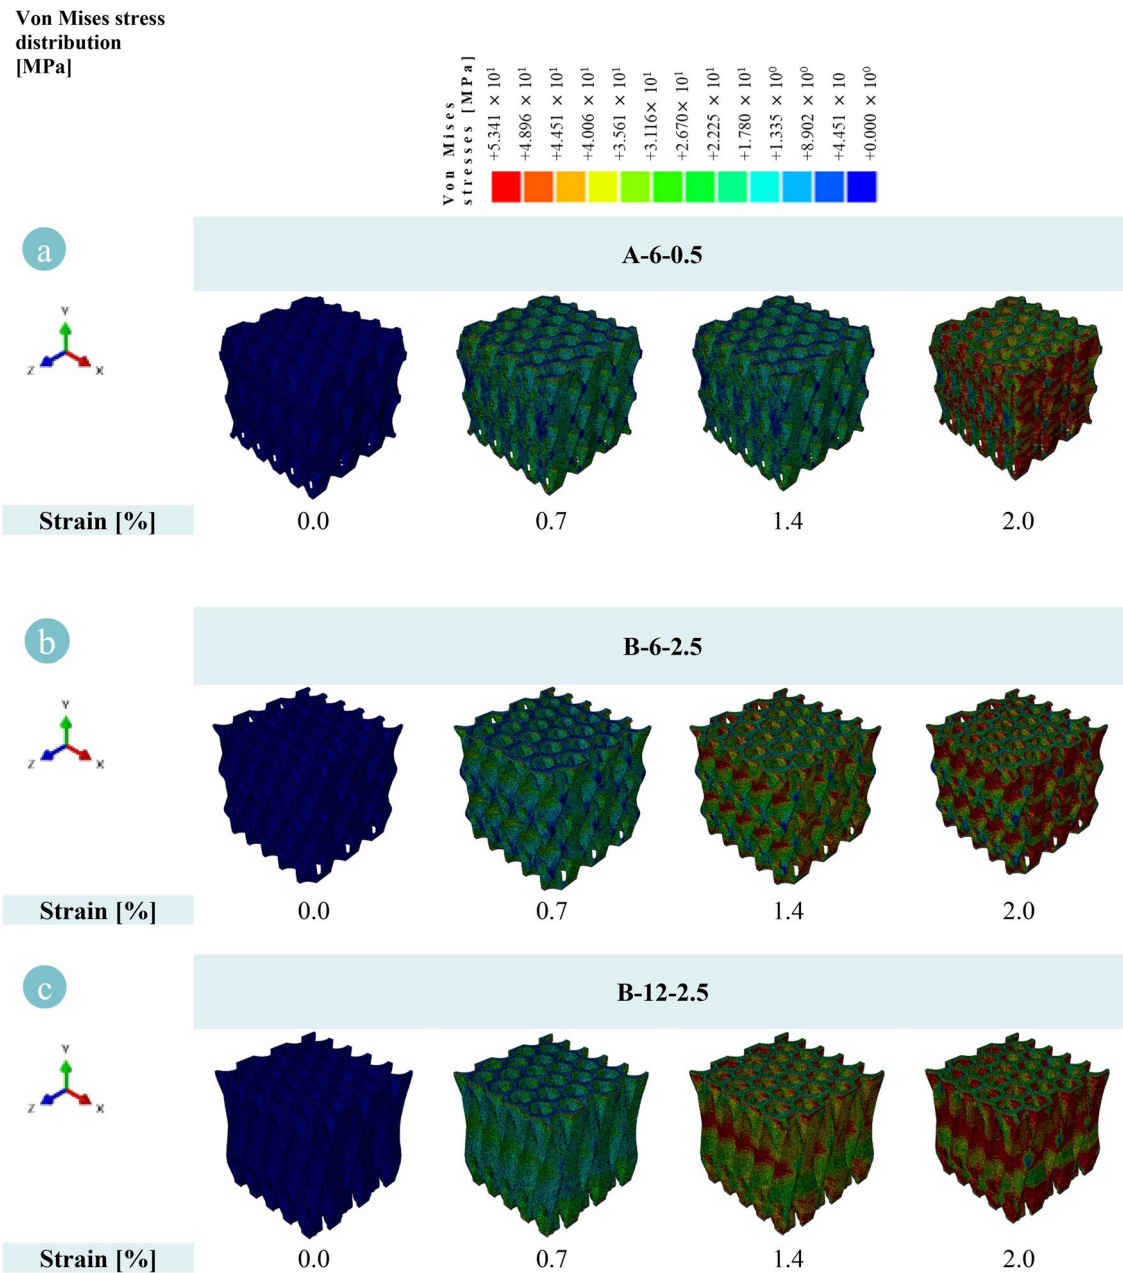 Von Mises stress
distribution
[MPa]
Von Mises
stresses [MPa]
+5.341 × 10¹
+4.896 × 10¹
+4.451 × 10¹
+4.006 × 10¹
+3.561 × 10¹
+3.116× 10¹
+2.670× 10¹
+2.225 × 10¹
+1.780 × 10¹
+1.335 × 10⁰
+8.902 × 10⁰
+4.451 × 10
+0.000 × 10⁰
a
A-6-0.5
Y
Z X
Strain [%] 0.0 0.7 1.4 2.0
b
B-6-2.5
Y
Z X
Strain [%] 0.0 0.7 1.4 2.0
c
B-12-2.5
Y
Z X
Strain [%] 0.0 0.7 1.4 2.0